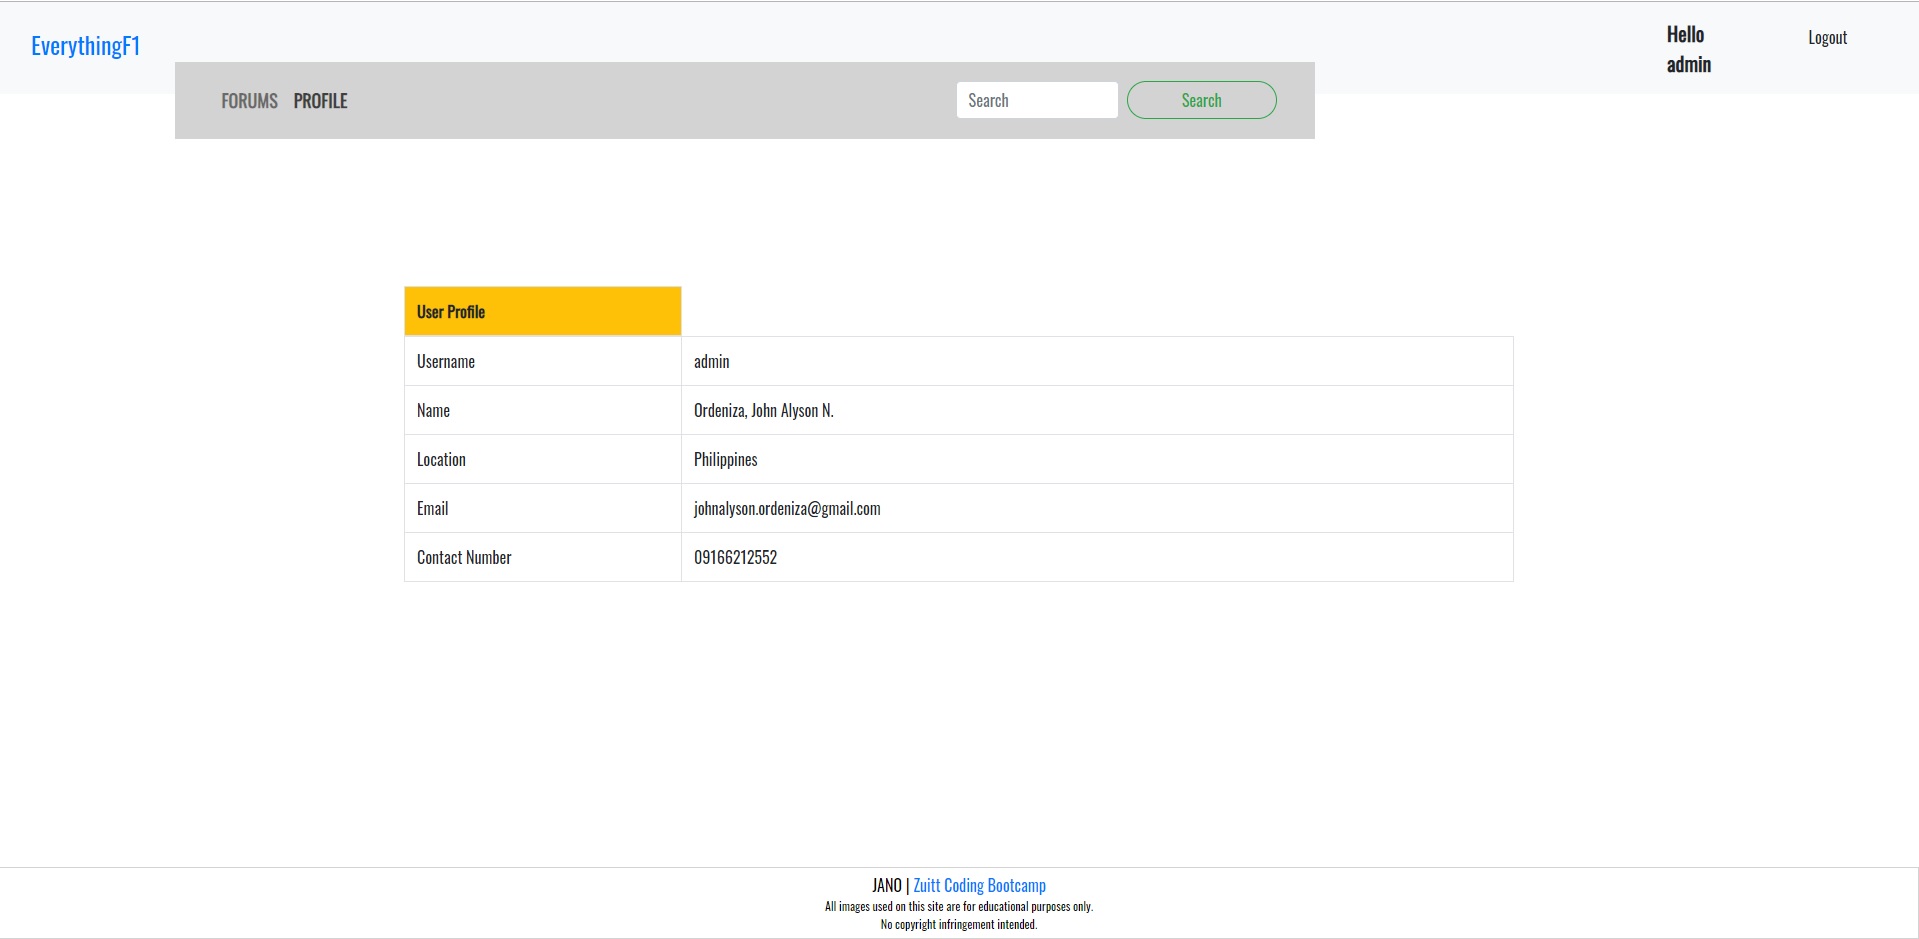 EverythingF1
Hello
admin
Logout
FORUMS PROFILE
Search
Search
User Profile
Username admin
Name Ordeniza, John Alyson N.
Location Philippines
Email johnalyson.ordeniza@gmail.com
Contact Number 09166212552
JANO | Zuitt Coding Bootcamp
All images used on this site are for educational purposes only.
No copyright infringement intended.